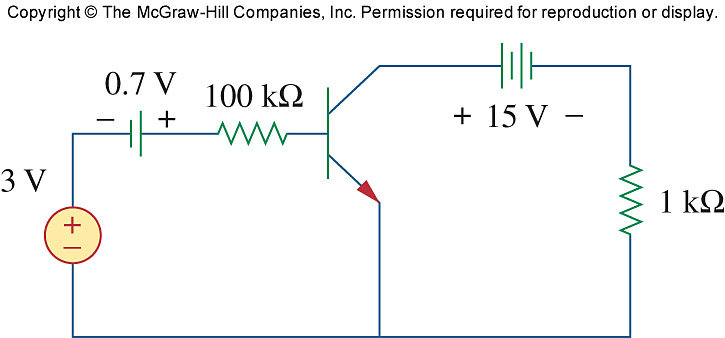 Copyright © The McGraw-Hill Companies, Inc. Permission required for reproduction or display.
0.7 V
100 kΩ
− +
+ 15 V −
3 V
1 kΩ
+
−